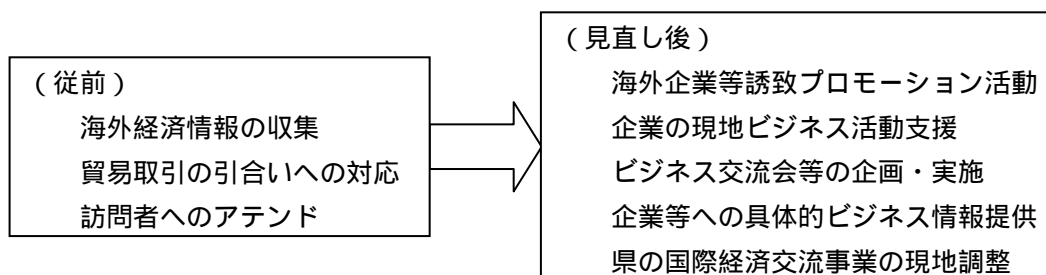 (従前)
海外経済情報の収集
貿易取引の引合いへの対応
訪問者へのアテンド
(見直し後)
海外企業等誘致プロモーション活動
企業の現地ビジネス活動支援
ビジネス交流会等の企画・実施
企業等への具体的ビジネス情報提供
県の国際経済交流事業の現地調整